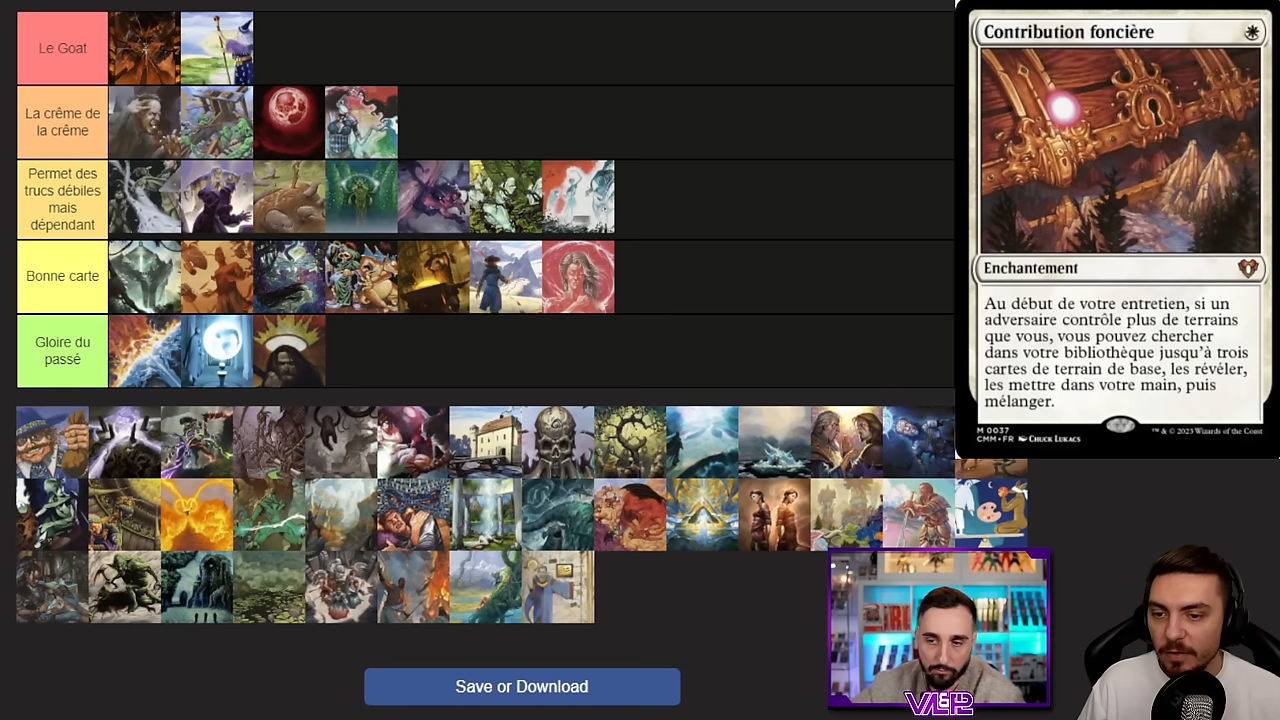 Le Goat
La crême de
la crême
Permet des
trucs débiles
mais
dépendant
Bonne carte
Gloire du
passé
Contribution foncière
Enchantement
Au début de votre entretien, si un
adversaire contrôle plus de terrains
que vous, vous pouvez chercher
dans votre bibliothèque jusqu'à trois
cartes de terrain de base, les révéler,
les mettre dans votre main, puis
mélanger.
M 0037
CMM • FR Chuck Lukacs
™ & © 2023 Wizards of the Coast
Save or Download